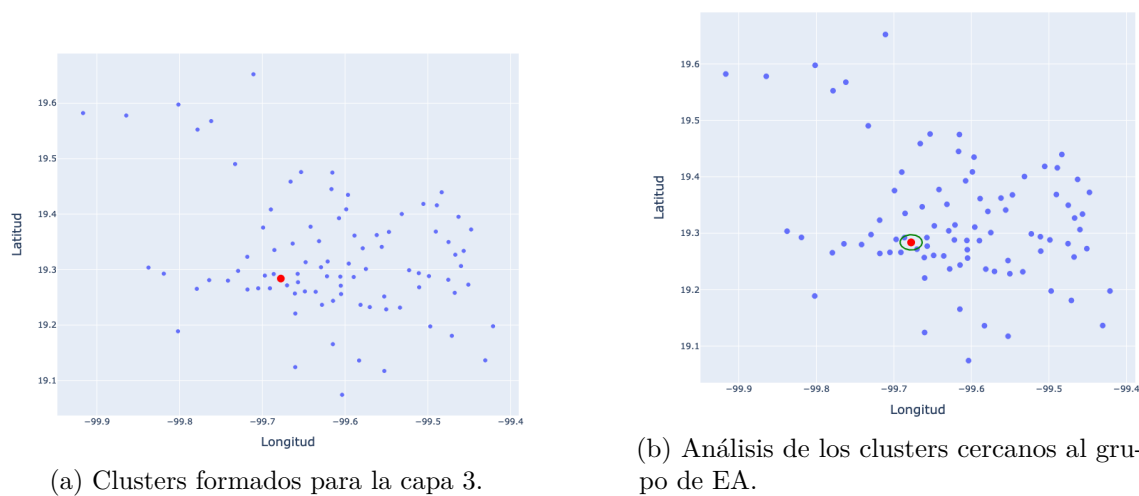 19.6
19.5
19.4
19.3
19.2
19.1
Latitud
−99.9 −99.8 −99.7 −99.6 −99.5 −99.4
Longitud
(a) Clusters formados para la capa 3.
19.6
19.5
19.4
19.3
19.2
19.1
Latitud
−99.9 −99.8 −99.7 −99.6 −99.5 −99.4
Longitud
(b) Análisis de los clusters cercanos al gru-
po de EA.